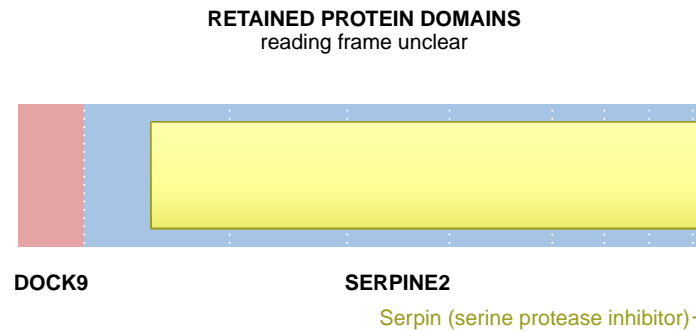 RETAINED PROTEIN DOMAINS
reading frame unclear
DOCK9 SERPINE2
Serpin (serine protease inhibitor)